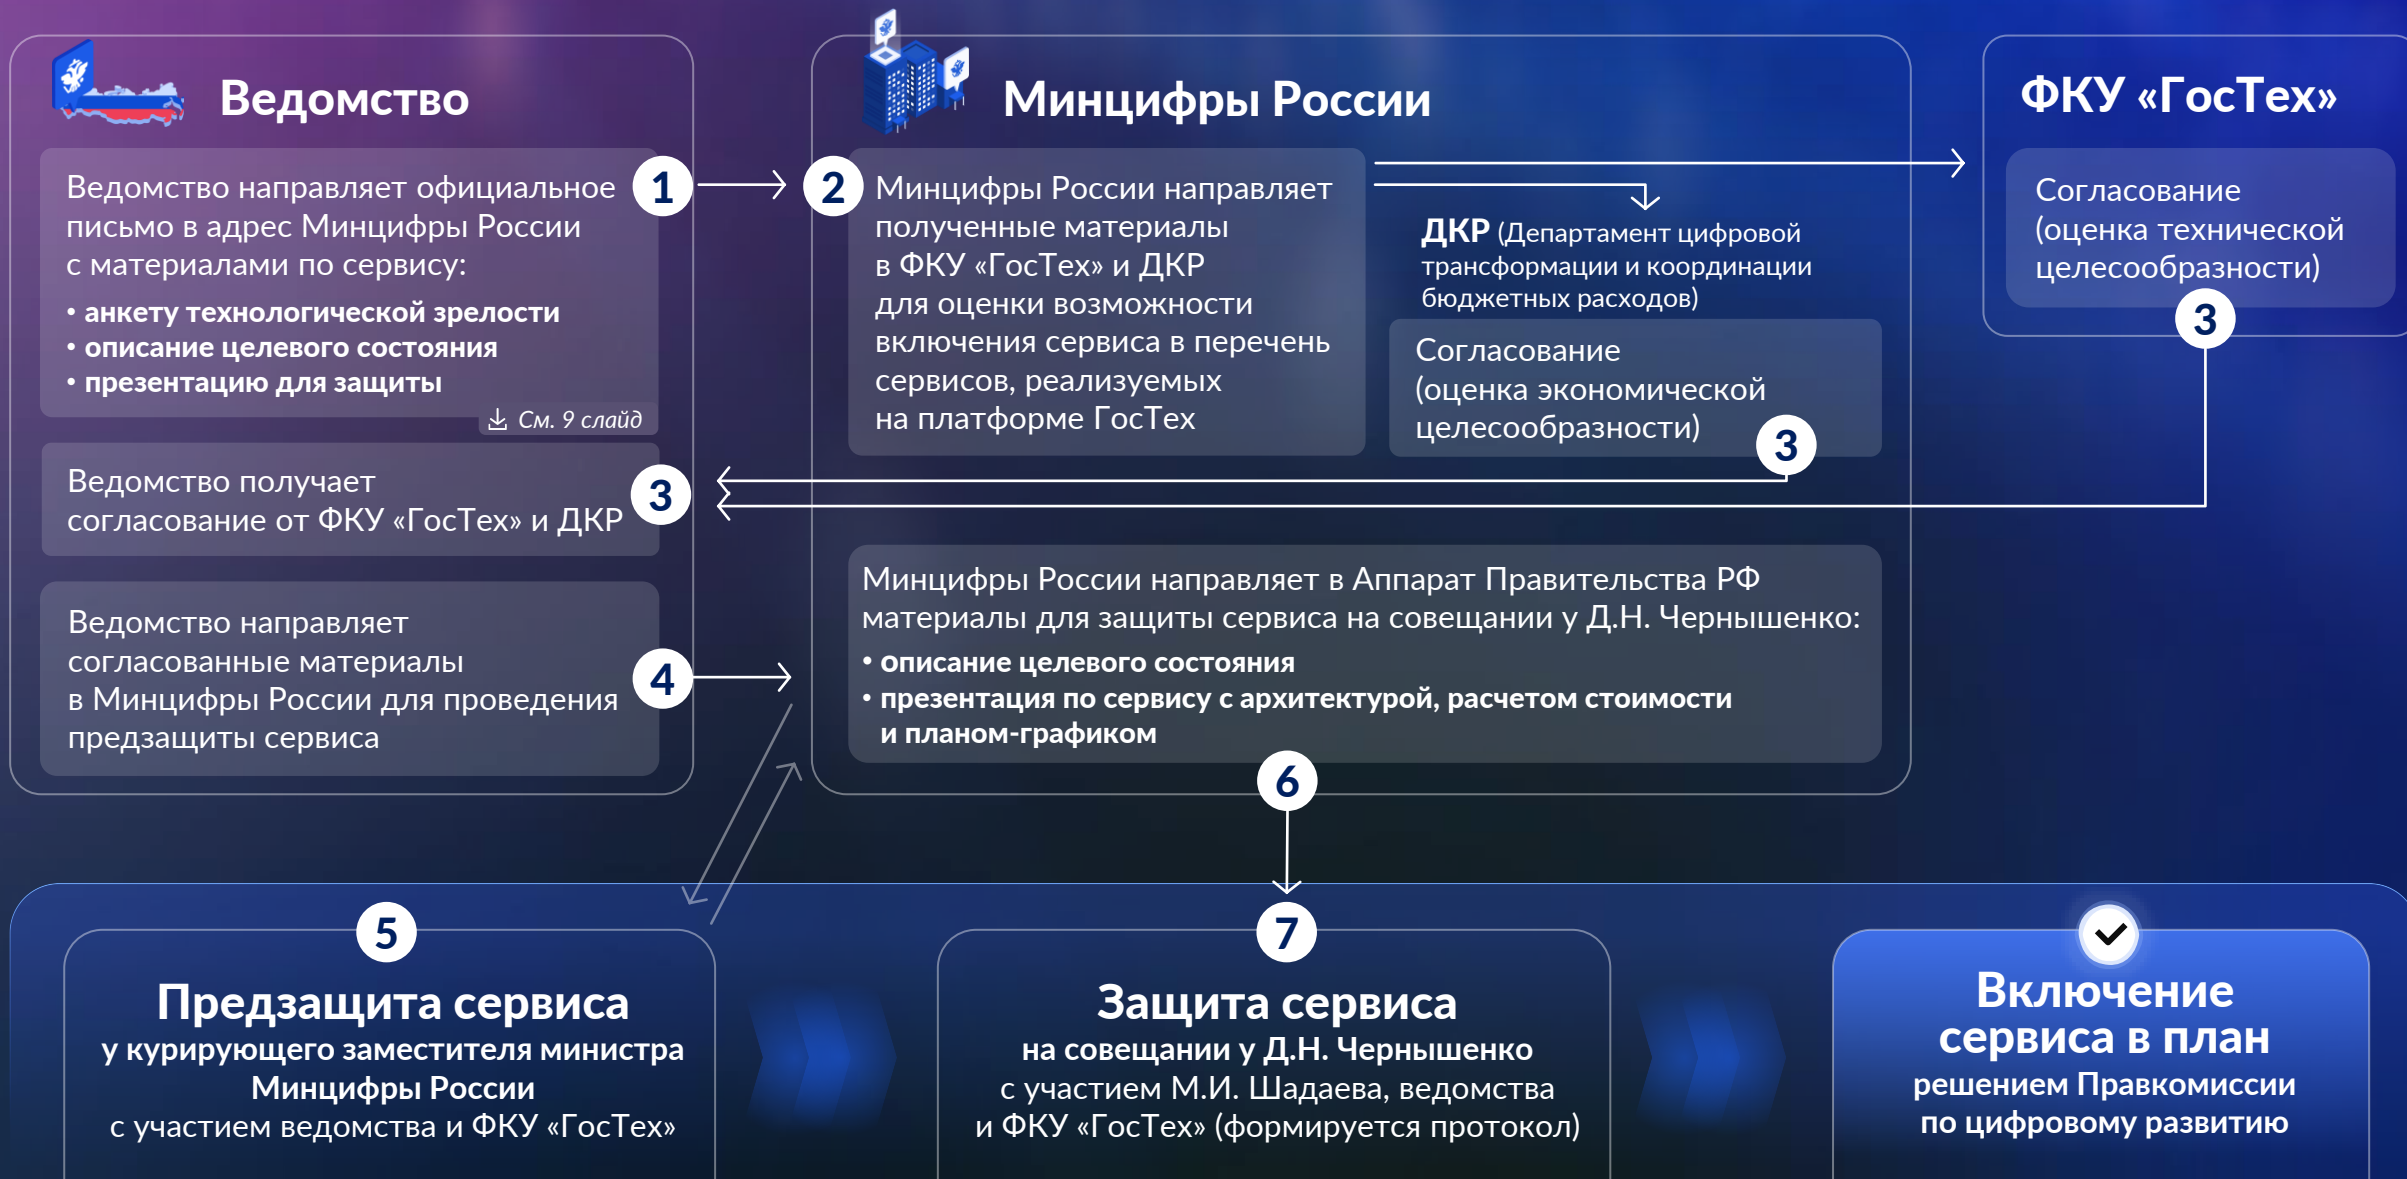 Ведомство
Ведомство направляет официальное
письмо в адрес Минцифры России
с материалами по сервису:
• анкету технологической зрелости
• описание целевого состояния
• презентацию для защиты
См. 9 слайд
1
Ведомство получает
согласование от ФКУ «ГосТех» и ДКР
3
Ведомство направляет
согласованные материалы
в Минцифры России для проведения
предзащиты сервиса
4
Минцифры России
2
Минцифры России направляет
полученные материалы
в ФКУ «ГосТех» и ДКР
для оценки возможности
включения сервиса в перечень
сервисов, реализуемых
на платформе ГосТех
ДКР (Департамент цифровой
трансформации и координации
бюджетных расходов)
Согласование
(оценка экономической
целесообразности)
3
Минцифры России направляет в Аппарат Правительства РФ
материалы для защиты сервиса на совещании у Д.Н. Чернышенко:
• описание целевого состояния
• презентация по сервису с архитектурой, расчетом стоимости
и планом-графиком
6
ФКУ «ГосТех»
Согласование
(оценка технической
целесообразности)
3
5
Предзащита сервиса
у курирующего заместителя министра
Минцифры России
с участием ведомства и ФКУ «ГосТех»
7
Защита сервиса
на совещании у Д.Н. Чернышенко
с участием М.И. Шадаева, ведомства
и ФКУ «ГосТех» (формируется протокол)
Включение
сервиса в план
решением Правкомиссии
по цифровому развитию